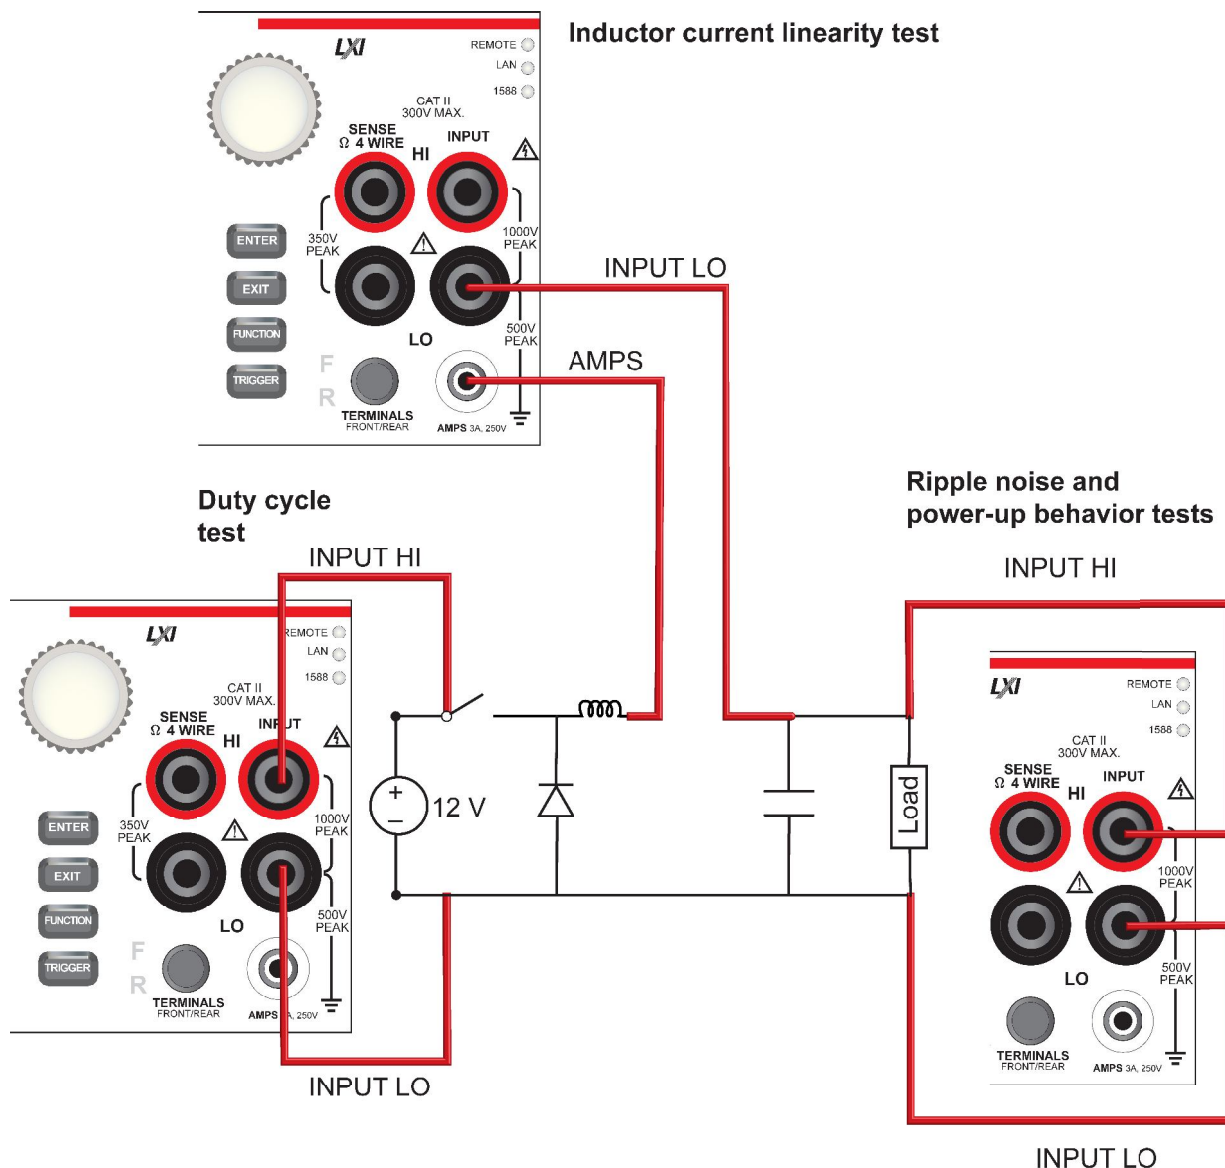 Inductor current linearity test
LXI
REMOTE
LAN
1588
CAT II
300V MAX.
SENSE
Ω 4 WIRE
HI
INPUT
350V
PEAK
1000V
PEAK
ENTER
EXIT
FUNCTION
TRIGGER
LO
500V
PEAK
F
R
TERMINALS
FRONT/REAR
AMPS 3A, 250V
INPUT LO
AMPS
Duty cycle
test
INPUT HI
LXI
REMOTE
LAN
1588
CAT II
300V MAX.
SENSE
Ω 4 WIRE
HI
INPUT
350V
PEAK
1000V
PEAK
ENTER
EXIT
FUNCTION
TRIGGER
LO
500V
PEAK
F
R
TERMINALS
FRONT/REAR
AMPS 250V
INPUT LO
+
12 V
–
Load
Ripple noise and
power-up behavior tests
INPUT HI
LXI
REMOTE
LAN
1588
CAT II
300V MAX.
SENSE
Ω 4 WIRE
HI
INPUT
1000V
PEAK
LO
500V
PEAK
TERMINALS
FRONT/REAR
AMPS 3A, 250V
INPUT LO